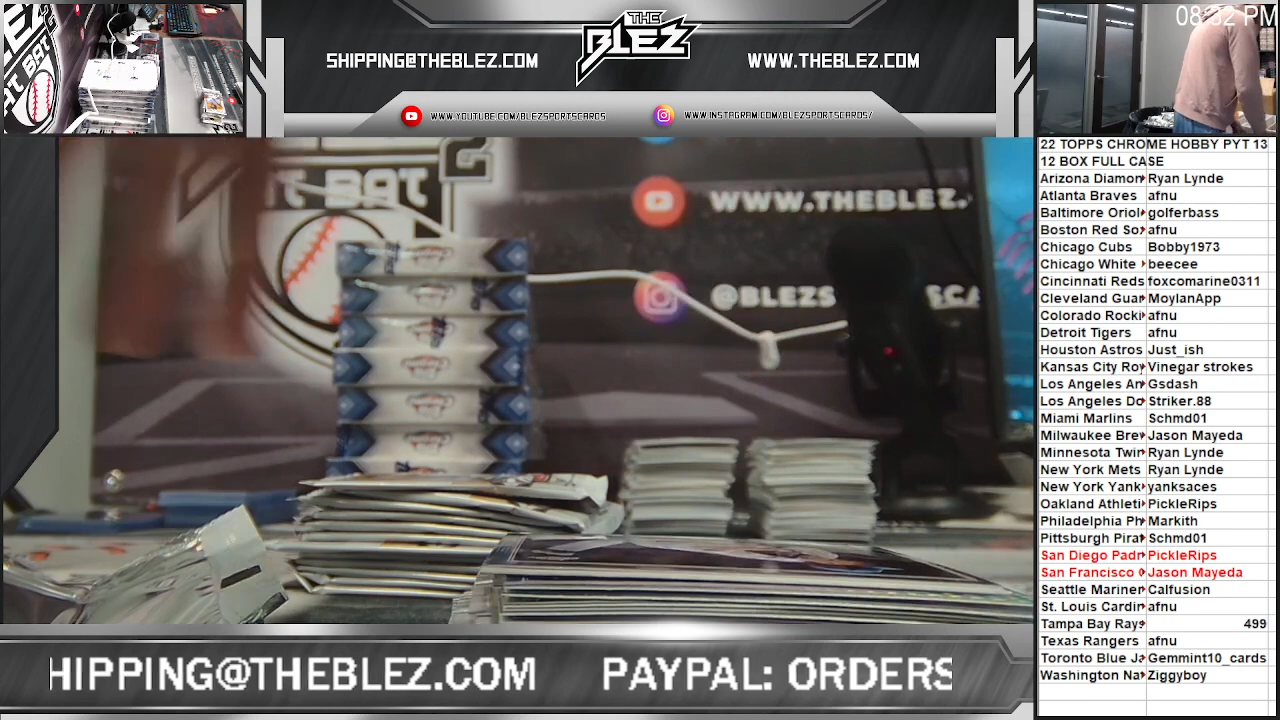 08:32 PM
THE
BLEZ
SHIPPING@THEBLEZ.COM
WWW.THEBLEZ.COM
WWW.YOUTUBE.COM/BLEZSPORTSCARDS
WWW.INSTAGRAM.COM/BLEZSPORTSCARDS/
WWW.THEBLEZ.
@BLEZS
SCA
BAT
22 TOPPS CHROME HOBBY PYT 13
12 BOX FULL CASE
Arizona Diamon Ryan Lynde
Atlanta Braves afnu
Baltimore Oriol golferbass
Boston Red So afnu
Chicago Cubs Bobby1973
Chicago White beecee
Cincinnati Reds foxcomarine0311
Cleveland Guar MoylanApp
Colorado Rocki afnu
Detroit Tigers afnu
Houston Astros Just_ish
Kansas City Roy Vinegar strokes
Los Angeles An Gsdash
Los Angeles Do Striker.88
Miami Marlins Schmd01
Milwaukee Brew Jason Mayeda
Minnesota Twin Ryan Lynde
New York Mets Ryan Lynde
New York Yank yanksaces
Oakland Athleti PickleRips
Philadelphia Ph Markith
Pittsburgh Pirat Schmd01
San Diego Padr PickleRips
San Francisco Jason Mayeda
Seattle Mariner Calfusion
St. Louis Cardin afnu
Tampa Bay Rays 499
Texas Rangers afnu
Toronto Blue Ja Gemmint10_cards
Washington Nat Ziggyboy
HIPPING@THEBLEZ.COM PAYPAL: ORDERS